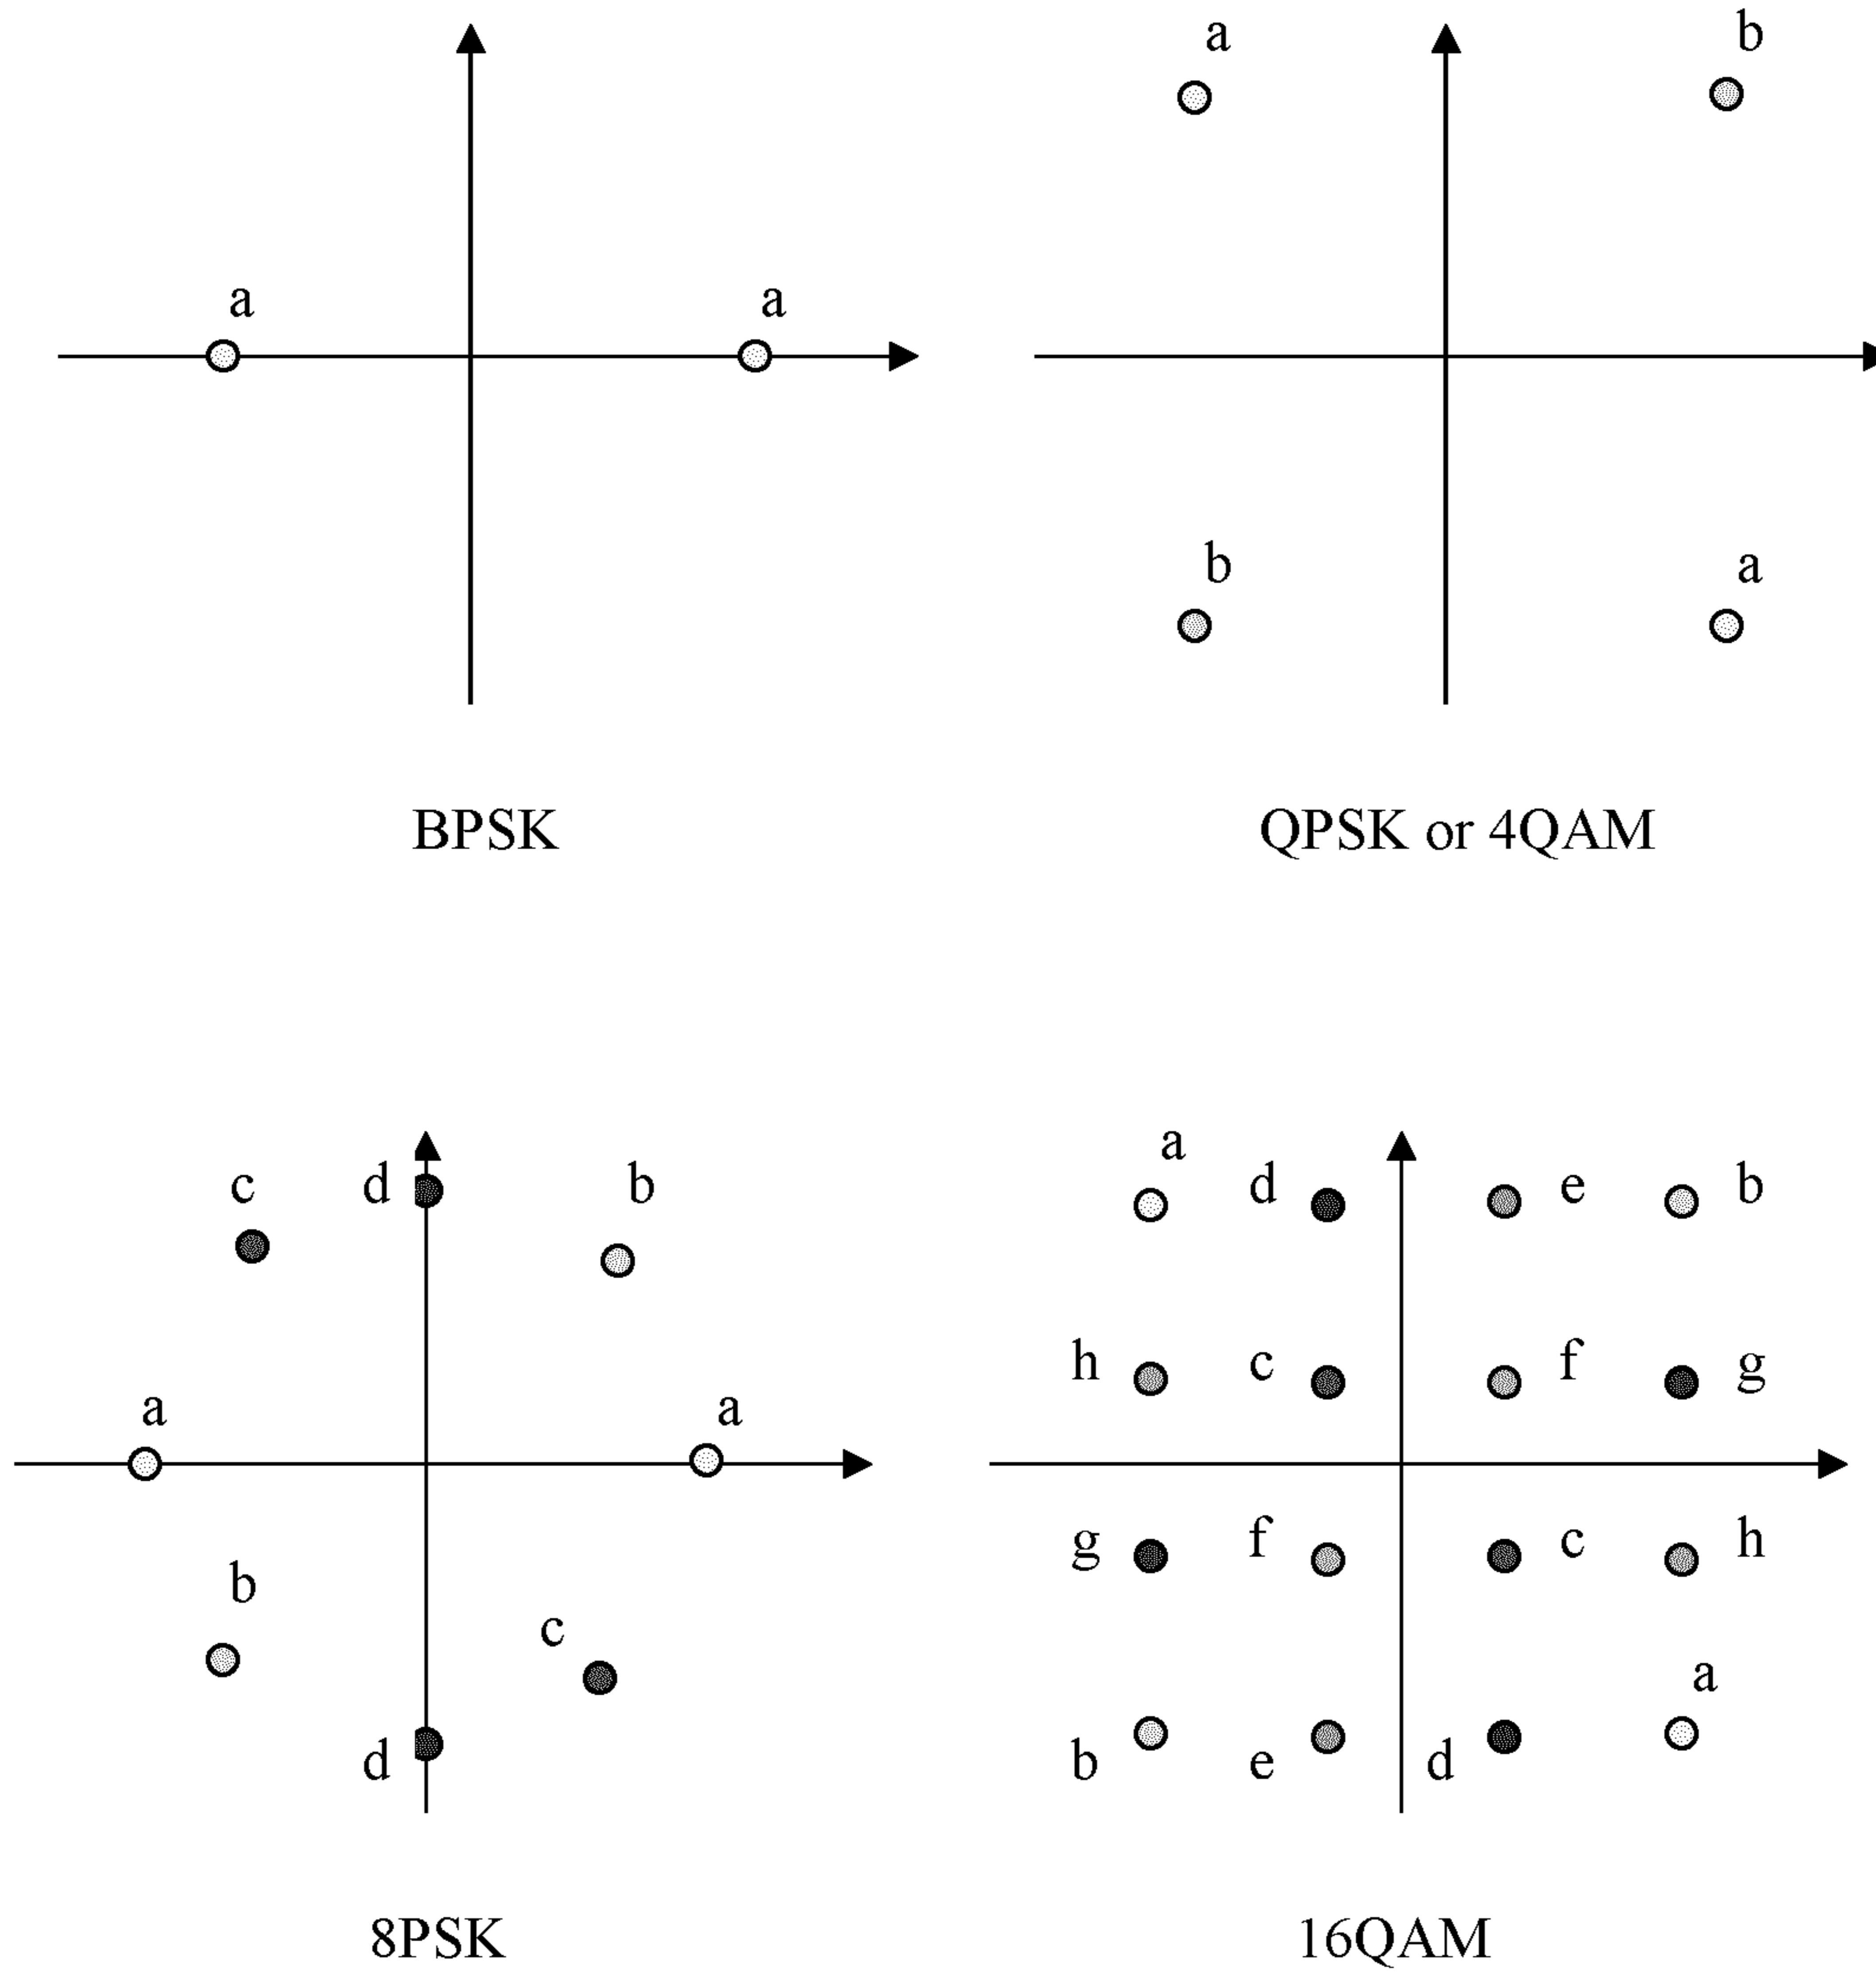 a b
a a
b a
BPSK QPSK or 4QAM
a
c d b d e b
h c f g
a a
g f c h
b
c
a
d b e d
8PSK 16QAM